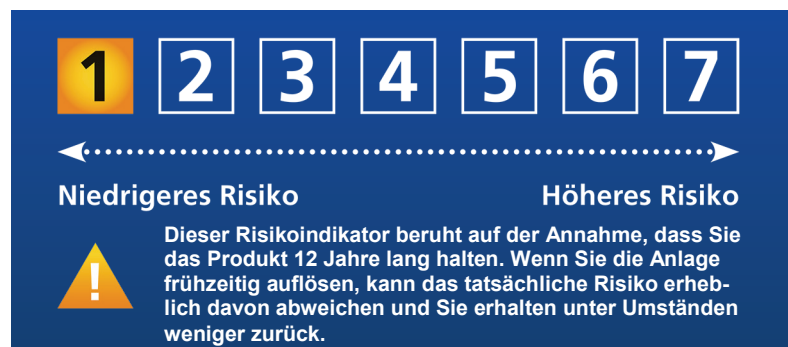 1 2 3 4 5 6 7
Niedrigeres Risiko Höheres Risiko
Dieser Risikoindikator beruht auf der Annahme, dass Sie
das Produkt 12 Jahre lang halten. Wenn Sie die Anlage
frühzeitig auflösen, kann das tatsächliche Risiko erheb-
lich davon abweichen und Sie erhalten unter Umständen
weniger zurück.